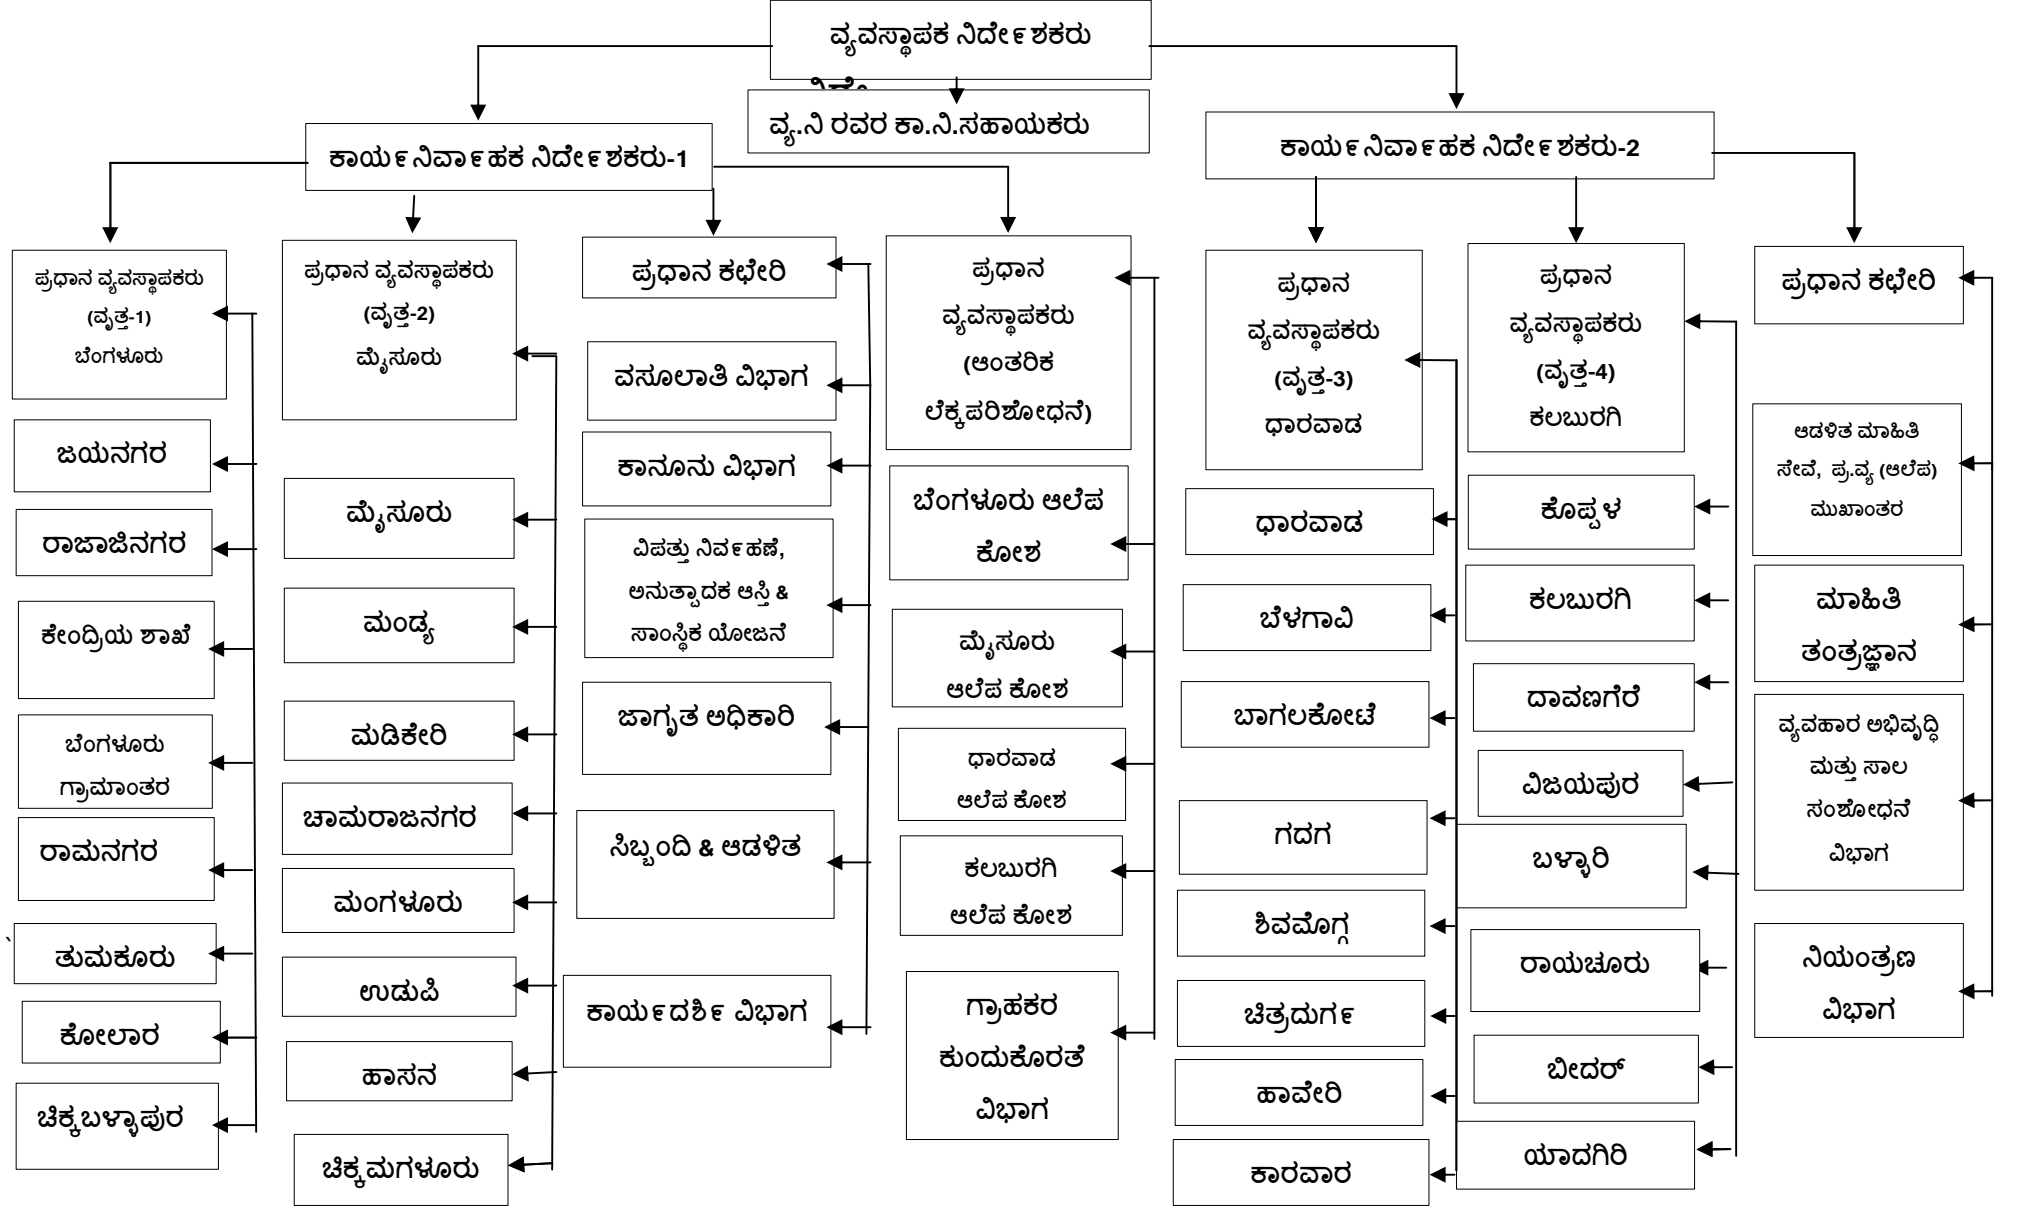 ವ್ಯವಸ್ಥಾಪಕ ನಿರ್ದೇಶಕರು
ವ್ಯ.ನಿ ರವರ ಕಾ.ನಿ.ಸಹಾಯಕರು
ಕಾರ್ಯನಿರ್ವಾಹಕ ನಿರ್ದೇಶಕರು-1
ಕಾರ್ಯನಿರ್ವಾಹಕ ನಿರ್ದೇಶಕರು-2
ಪ್ರಧಾನ ವ್ಯವಸ್ಥಾಪಕರು
(ವೃತ್ತ-1)
ಬೆಂಗಳೂರು
ಜಯನಗರ
ರಾಜಾಜಿನಗರ
ಕೇಂದ್ರಿಯ ಶಾಖೆ
ಬೆಂಗಳೂರು
ಗ್ರಾಮಾಂತರ
ರಾಮನಗರ
ತುಮಕೂರು
ಕೋಲಾರ
ಚಿಕ್ಕಬಳ್ಳಾಪುರ
ಪ್ರಧಾನ ವ್ಯವಸ್ಥಾಪಕರು
(ವೃತ್ತ-2)
ಮೈಸೂರು
ಮೈಸೂರು
ಮಂಡ್ಯ
ಮಡಿಕೇರಿ
ಚಾಮರಾಜನಗರ
ಮಂಗಳೂರು
ಉಡುಪಿ
ಹಾಸನ
ಚಿಕ್ಕಮಗಳೂರು
ಪ್ರಧಾನ ಕಛೇರಿ
ವಸೂಲಾತಿ ವಿಭಾಗ
ಕಾನೂನು ವಿಭಾಗ
ವಿಪತ್ತು ನಿರ್ವಹಣೆ,
ಅನುತ್ಪಾದಕ ಆಸ್ತಿ &
ಸಾಂಸ್ಥಿಕ ಯೋಜನೆ
ಜಾಗೃತ ಅಧಿಕಾರಿ
ಸಿಬ್ಬಂದಿ & ಆಡಳಿತ
ಕಾರ್ಯದರ್ಶಿ ವಿಭಾಗ
ಪ್ರಧಾನ
ವ್ಯವಸ್ಥಾಪಕರು
(ಆಂತರಿಕ
ಲೆಕ್ಕಪರಿಶೋಧನೆ)
ಬೆಂಗಳೂರು ಆಲೆಪ
ಕೋಶ
ಮೈಸೂರು
ಆಲೆಪ ಕೋಶ
ಧಾರವಾಡ
ಆಲೆಪ ಕೋಶ
ಕಲಬುರಗಿ
ಆಲೆಪ ಕೋಶ
ಗ್ರಾಹಕರ
ಕುಂದುಕೊರತೆ
ವಿಭಾಗ
ಪ್ರಧಾನ
ವ್ಯವಸ್ಥಾಪಕರು
(ವೃತ್ತ-3)
ಧಾರವಾಡ
ಧಾರವಾಡ
ಬೆಳಗಾವಿ
ಬಾಗಲಕೋಟೆ
ಗದಗ
ಶಿವಮೊಗ್ಗ
ಚಿತ್ರದುರ್ಗ
ಹಾವೇರಿ
ಕಾರವಾರ
ಪ್ರಧಾನ
ವ್ಯವಸ್ಥಾಪಕರು
(ವೃತ್ತ-4)
ಕಲಬುರಗಿ
ಕೊಪ್ಪಳ
ಕಲಬುರಗಿ
ದಾವಣಗೆರೆ
ವಿಜಯಪುರ
ಬಳ್ಳಾರಿ
ರಾಯಚೂರು
ಬೀದರ್
ಯಾದಗಿರಿ
ಪ್ರಧಾನ ಕಛೇರಿ
ಆಡಳಿತ ಮಾಹಿತಿ
ಸೇವೆ, ಪ್ರ.ವ್ಯ (ಆಲೆಪ)
ಮುಖಾಂತರ
ಮಾಹಿತಿ
ತಂತ್ರಜ್ಞಾನ
ವ್ಯವಹಾರ ಅಭಿವೃದ್ಧಿ
ಮತ್ತು ಸಾಲ
ಸಂಶೋಧನೆ
ವಿಭಾಗ
ನಿಯಂತ್ರಣ
ವಿಭಾಗ